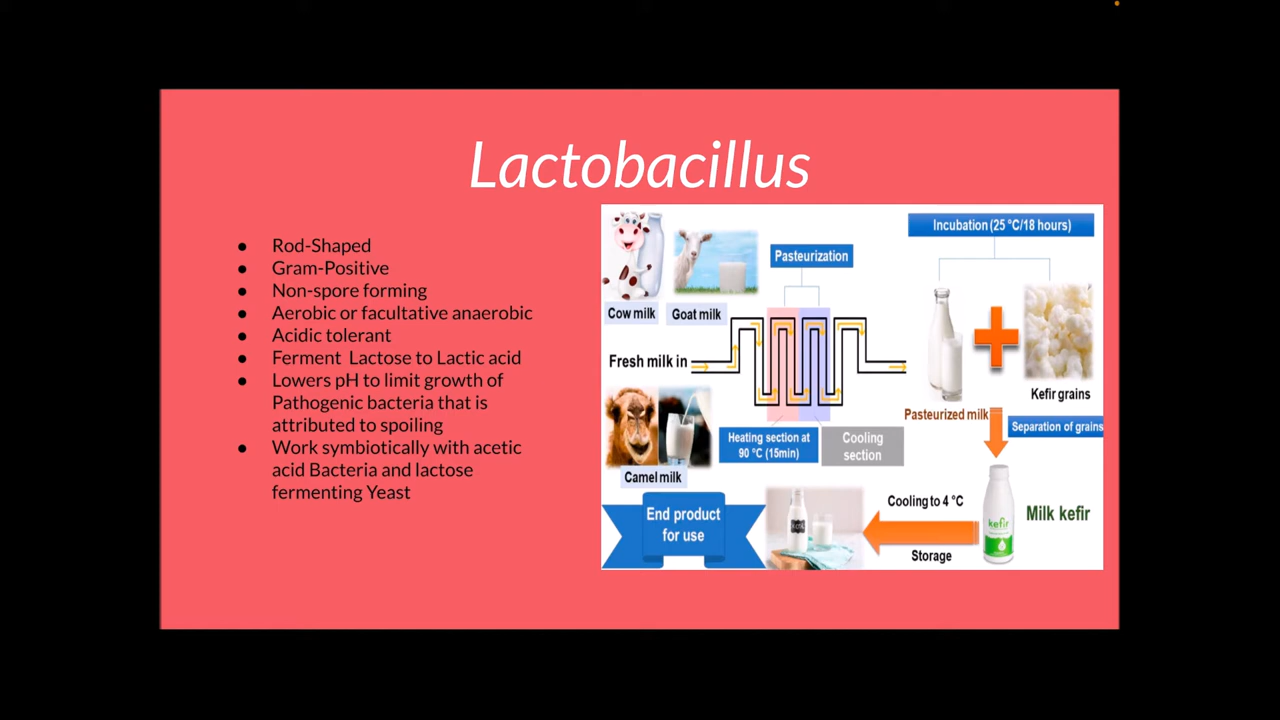 Lactobacillus
● Rod-Shaped
● Gram-Positive
● Non-spore forming
● Aerobic or facultative anaerobic
● Acidic tolerant
● Ferment Lactose to Lactic acid
● Lowers pH to limit growth of
Pathogenic bacteria that is
attributed to spoiling
● Work symbiotically with acetic
acid Bacteria and lactose
fermenting Yeast
Cow milk
Goat milk
Fresh milk in
Camel milk
Pasteurization
Heating section at
90 °C (15min)
Cooling
section
Incubation (25 °C/18 hours)
Pasteurized milk
Kefir grains
Separation of grains
kefir
Milk kefir
Cooling to 4 °C
Storage
End product
for use